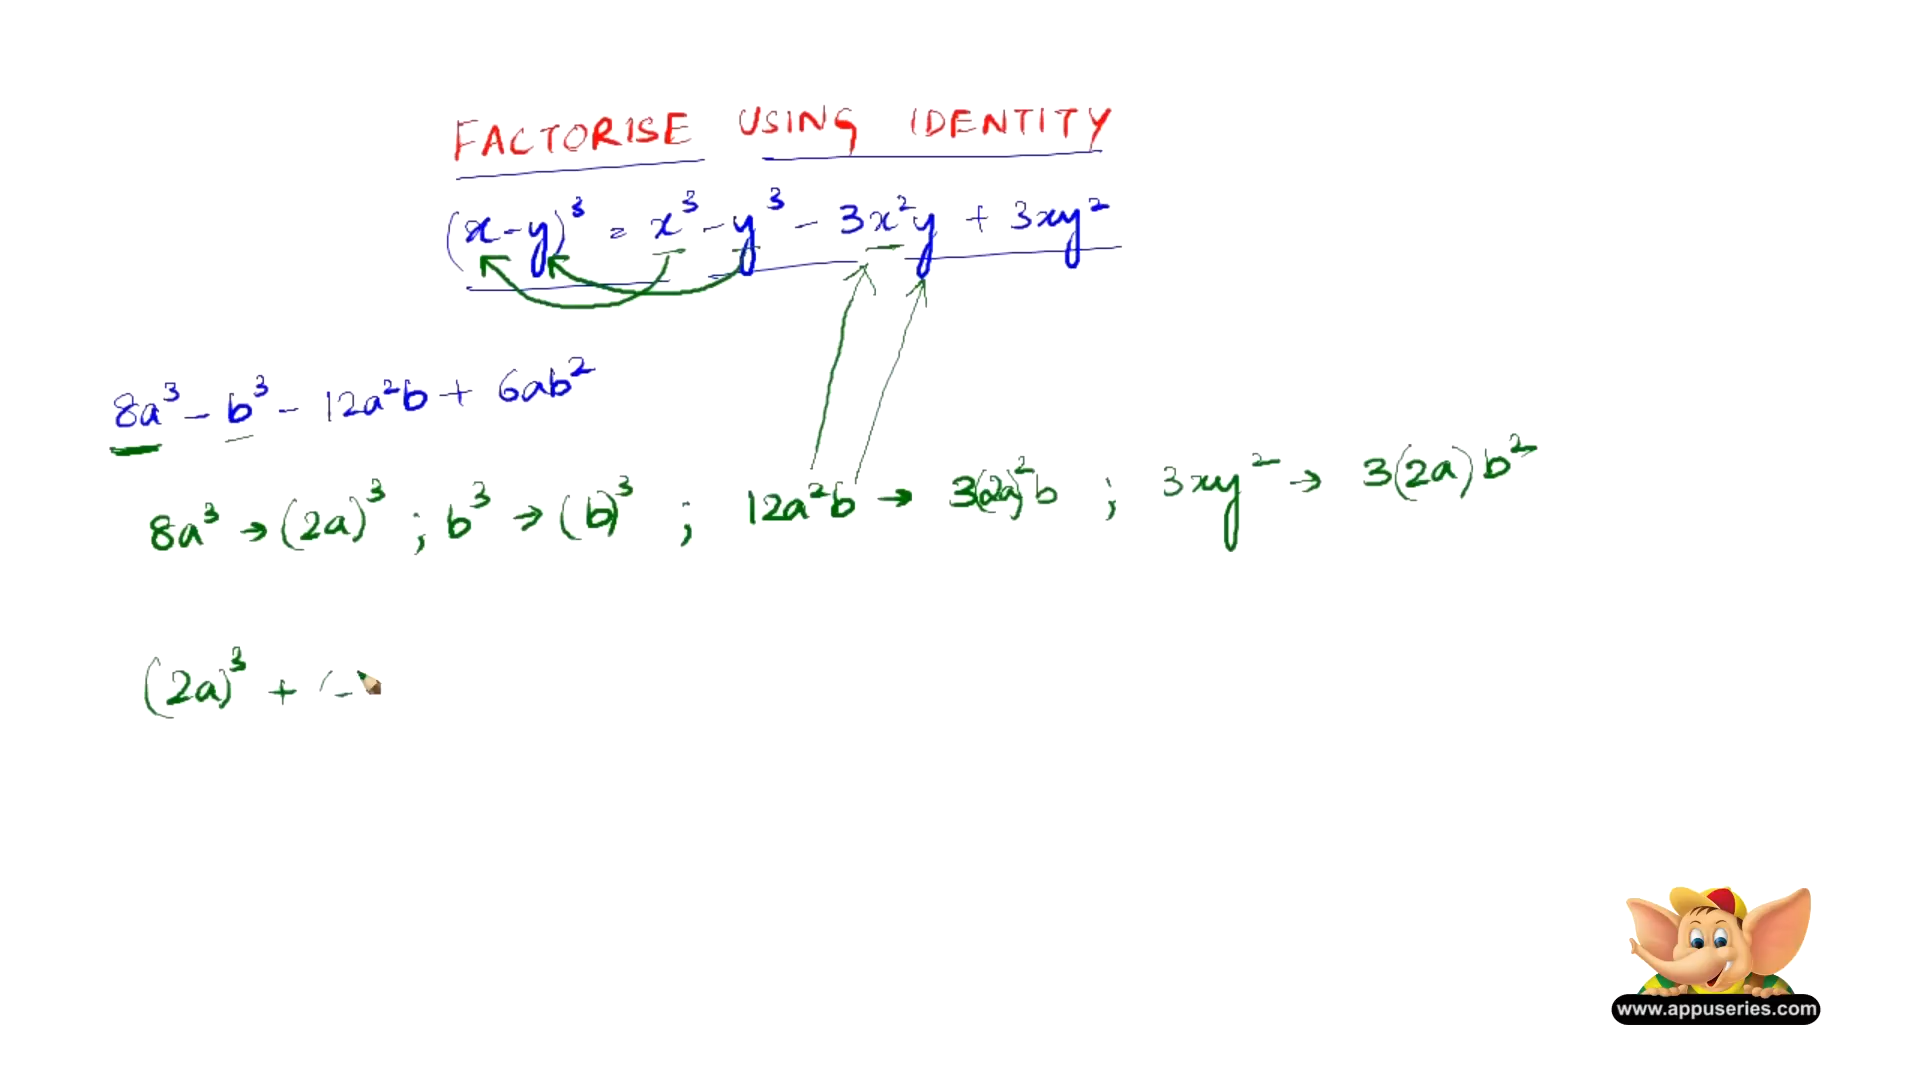 FACTORISE USING IDENTITY
(x-y)³ = x³ - y³ - 3x²y + 3xy²
8a³ - b³ - 12a²b + 6ab²
8a³ → (2a)³ ; b³ → (b)³ ; 12a²b → 3(2a)²b ; 3xy² → 3(2a)b²
(2a)³ + (-
www.appuseries.com